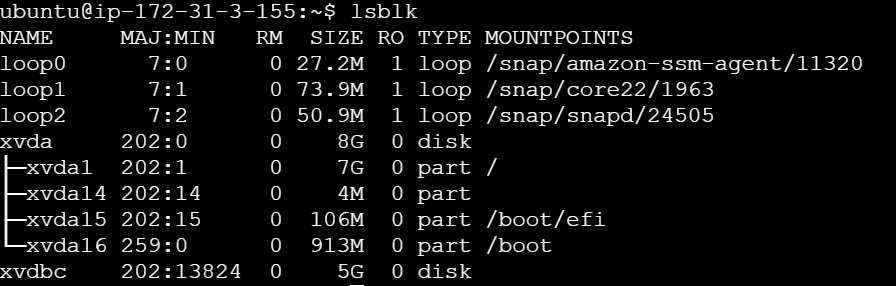 ubuntu@ip-172-31-3-155:~$ lsblk
NAME     MAJ:MIN   RM  SIZE RO TYPE MOUNTPOINTS
loop0      7:0      0 27.2M  1 loop /snap/amazon-ssm-agent/11320
loop1      7:1      0 73.9M  1 loop /snap/core22/1963
loop2      7:2      0 50.9M  1 loop /snap/snapd/24505
xvda     202:0      0    8G  0 disk
├─xvda1  202:1      0    7G  0 part /
├─xvda14 202:14     0    4M  0 part
├─xvda15 202:15     0  106M  0 part /boot/efi
└─xvda16 259:0      0  913M  0 part /boot
xvdbc    202:13824  0    5G  0 disk